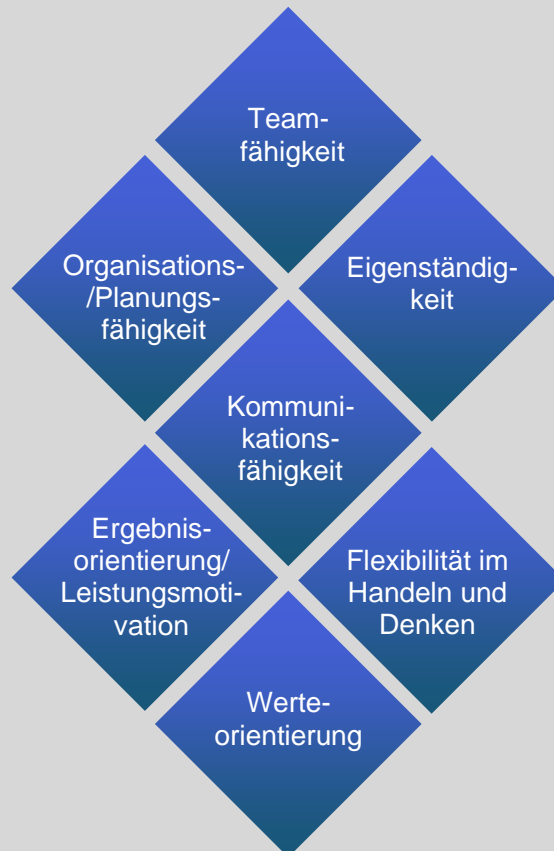 Team-
fähigkeit
Organisations-
/Planungs-
fähigkeit
Eigenständig-
keit
Kommuni-
kations-
fähigkeit
Ergebnis-
orientierung/
Leistungsmoti-
vation
Flexibilität im
Handeln und
Denken
Werte-
orientierung